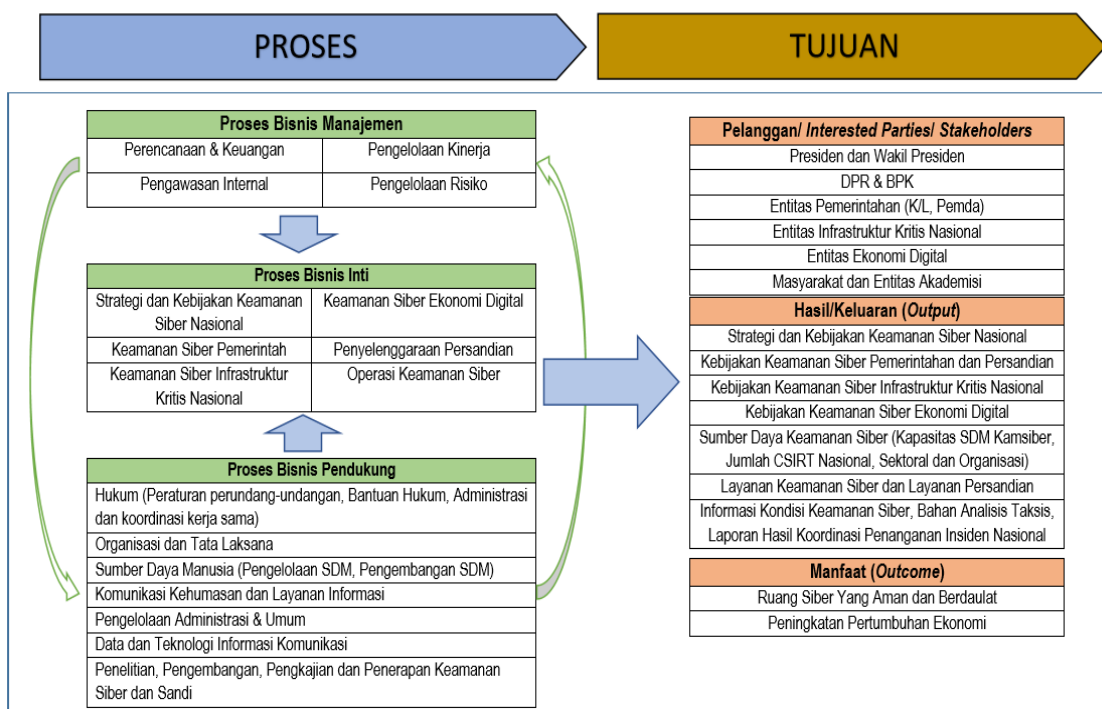 PROSES
TUJUAN
Proses Bisnis Manajemen
Perencanaan & Keuangan
Pengelolaan Kinerja
Pengawasan Internal
Pengelolaan Risiko
Proses Bisnis Inti
Strategi dan Kebijakan Keamanan
Siber Nasional
Keamanan Siber Ekonomi Digital
Keamanan Siber Pemerintah
Penyelenggaraan Persandian
Keamanan Siber Infrastruktur
Kritis Nasional
Operasi Keamanan Siber
Proses Bisnis Pendukung
Hukum (Peraturan perundang-undangan, Bantuan Hukum, Administrasi
dan koordinasi kerja sama)
Organisasi dan Tata Laksana
Sumber Daya Manusia (Pengelolaan SDM, Pengembangan SDM)
Komunikasi Kehumasan dan Layanan Informasi
Pengelolaan Administrasi & Umum
Data dan Teknologi Informasi Komunikasi
Penelitian, Pengembangan, Pengkajian dan Penerapan Keamanan
Siber dan Sandi
Pelanggan/ Interested Parties/ Stakeholders
Presiden dan Wakil Presiden
DPR & BPK
Entitas Pemerintahan (K/L, Pemda)
Entitas Infrastruktur Kritis Nasional
Entitas Ekonomi Digital
Masyarakat dan Entitas Akademisi
Hasil/Keluaran (Output)
Strategi dan Kebijakan Keamanan Siber Nasional
Kebijakan Keamanan Siber Pemerintahan dan Persandian
Kebijakan Keamanan Siber Infrastruktur Kritis Nasional
Kebijakan Keamanan Siber Ekonomi Digital
Sumber Daya Keamanan Siber (Kapasitas SDM Kamsiber,
Jumlah CSIRT Nasional, Sektoral dan Organisasi)
Layanan Keamanan Siber dan Layanan Persandian
Informasi Kondisi Keamanan Siber, Bahan Analisis Taksis,
Laporan Hasil Koordinasi Penanganan Insiden Nasional
Manfaat (Outcome)
Ruang Siber Yang Aman dan Berdaulat
Peningkatan Pertumbuhan Ekonomi